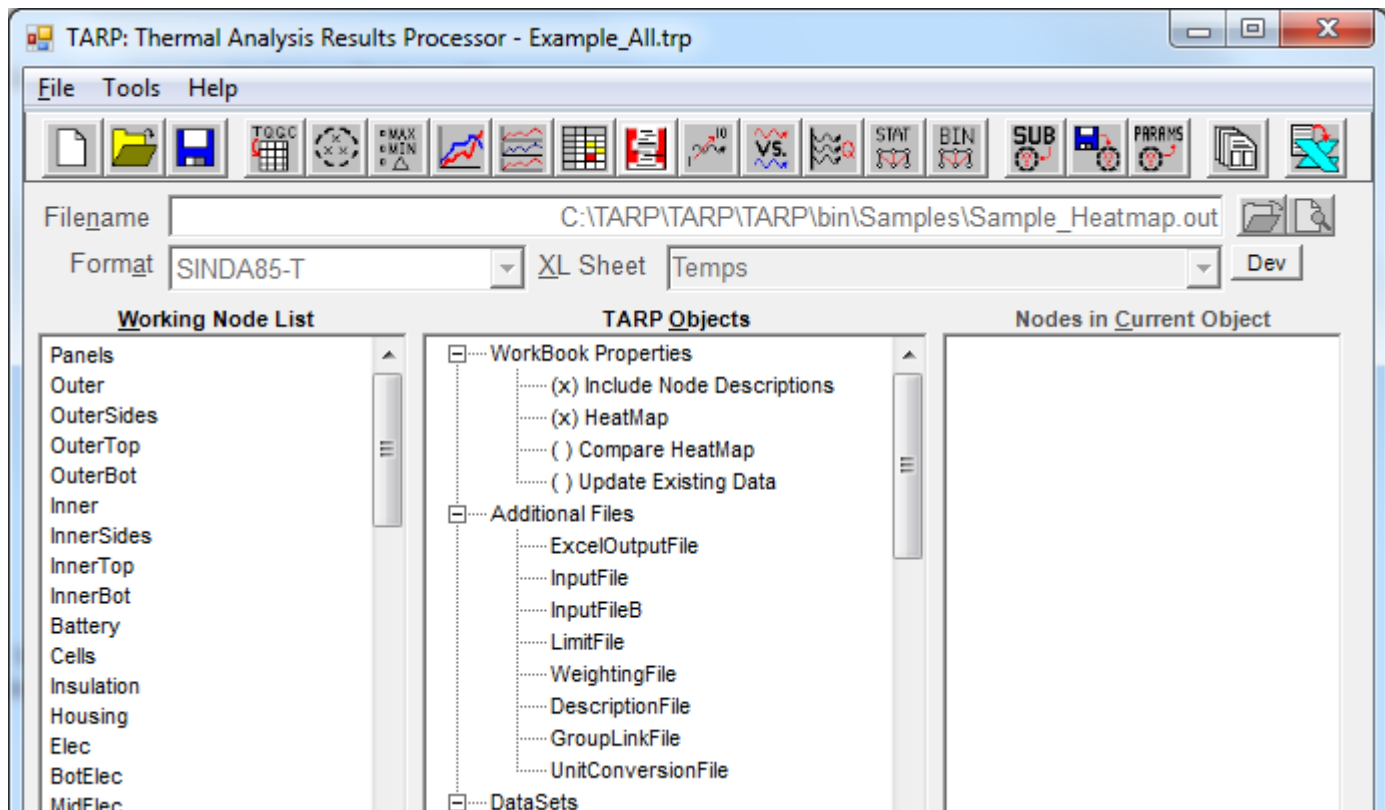 TARP: Thermal Analysis Results Processor - Example_All.trp
File Tools Help
TQGC
MAX
MIN
10
VS.
Q
STAT
BIN
SUB
PARAMS
Filename C:\TARP\TARP\TARP\bin\Samples\Sample_Heatmap.out
Format SINDA85-T XL Sheet Temps Dev
Working Node List
Panels
Outer
OuterSides
OuterTop
OuterBot
Inner
InnerSides
InnerTop
InnerBot
Battery
Cells
Insulation
Housing
Elec
BotElec
MidElec
TARP Objects
WorkBook Properties
(x) Include Node Descriptions
(x) HeatMap
( ) Compare HeatMap
( ) Update Existing Data
Additional Files
ExcelOutputFile
InputFile
InputFileB
LimitFile
WeightingFile
DescriptionFile
GroupLinkFile
UnitConversionFile
DataSets
Nodes in Current Object